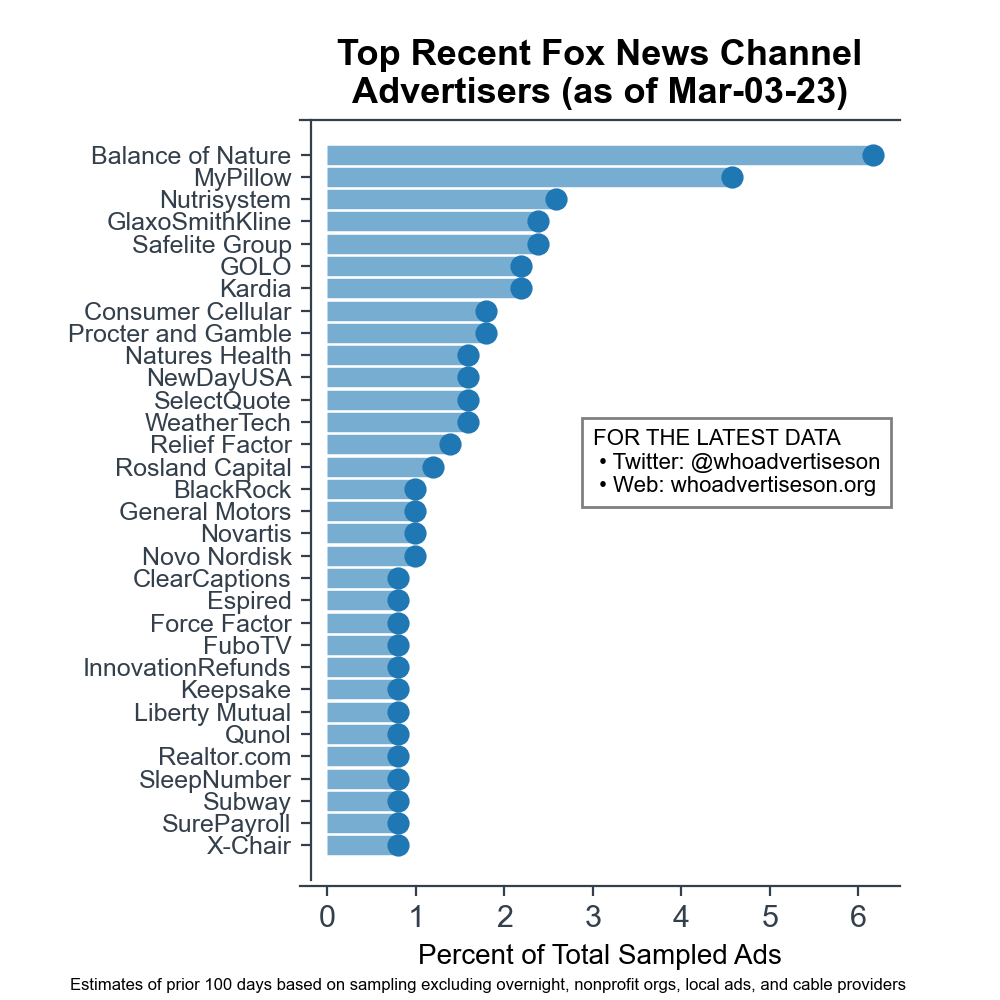 Top Recent Fox News Channel
Advertisers (as of Mar-03-23)
Balance of Nature
MyPillow
Nutrisystem
GlaxoSmithKline
Safelite Group
GOLO
Kardia
Consumer Cellular
Procter and Gamble
Natures Health
NewDayUSA
SelectQuote
WeatherTech
Relief Factor
Rosland Capital
BlackRock
General Motors
Novartis
Novo Nordisk
ClearCaptions
Espired
Force Factor
FuboTV
InnovationRefunds
Keepsake
Liberty Mutual
Qunol
Realtor.com
SleepNumber
Subway
SurePayroll
X-Chair
FOR THE LATEST DATA
• Twitter: @whoadvertiseson
• Web: whoadvertiseson.org
0 1 2 3 4 5 6
Percent of Total Sampled Ads
Estimates of prior 100 days based on sampling excluding overnight, nonprofit orgs, local ads, and cable providers